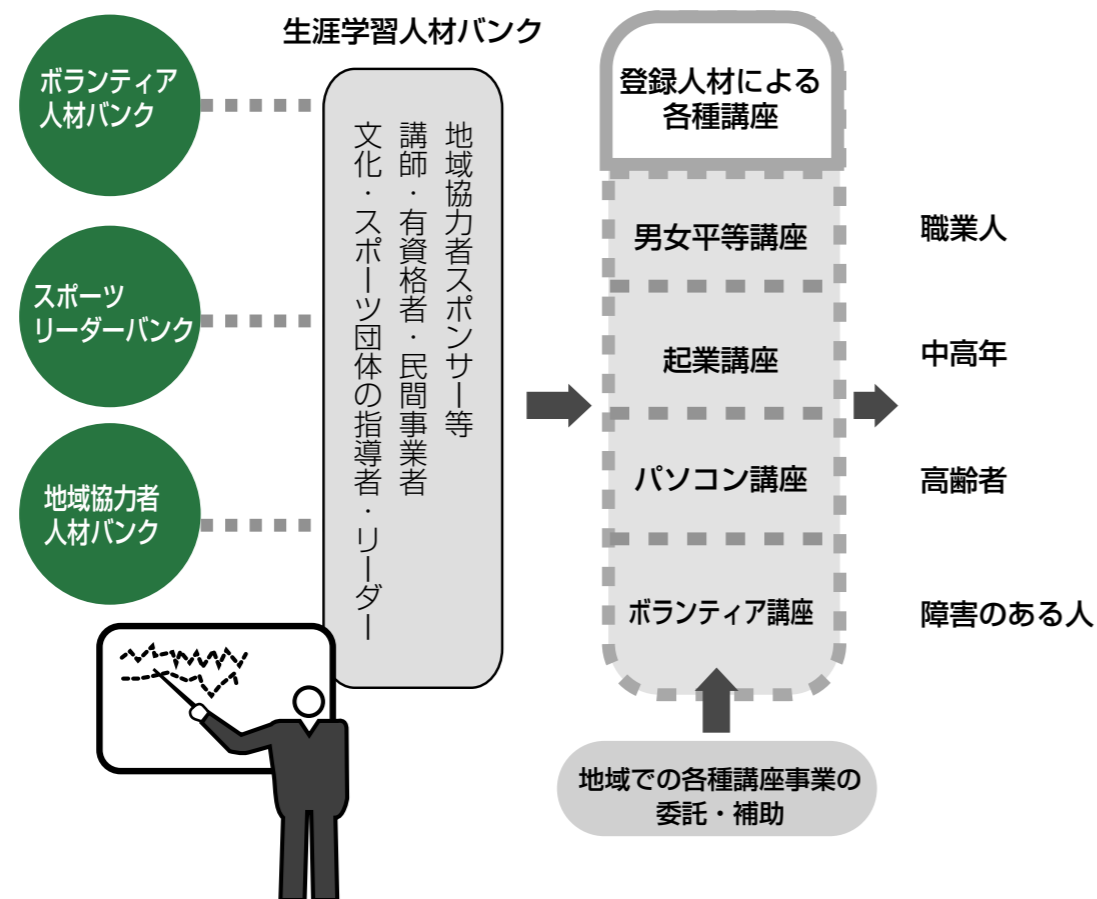 生涯学習人材バンク
ボランティア
人材バンク
スポーツ
リーダーバンク
地域協力者
人材バンク
地域協力者スポンサー等
講師・有資格者・民間事業者
文化・スポーツ団体の指導者・リーダー
登録人材による
各種講座
男女平等講座
起業講座
パソコン講座
ボランティア講座
職業人
中高年
高齢者
障害のある人
地域での各種講座事業の
委託・補助